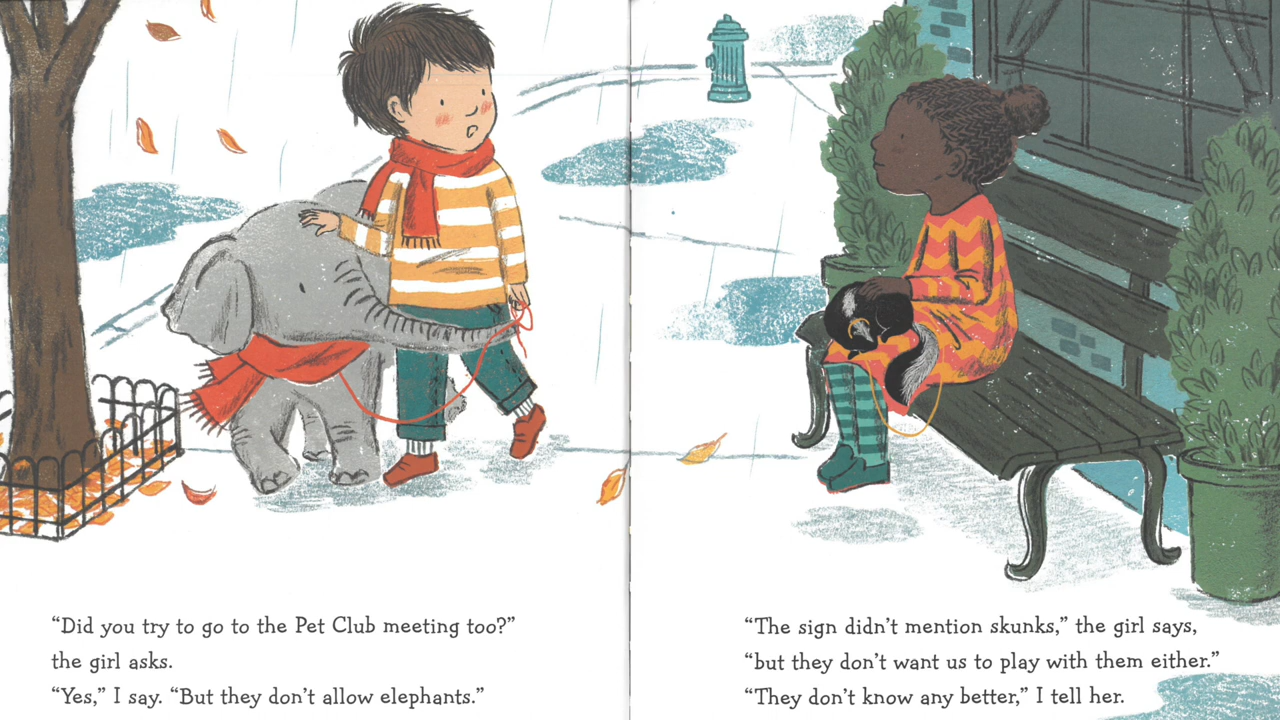 “Did you try to go to the Pet Club meeting too?”
the girl asks.
“Yes,” I say. “But they don’t allow elephants.”
“The sign didn’t mention skunks,” the girl says,
“but they don’t want us to play with them either.”
“They don’t know any better,” I tell her.